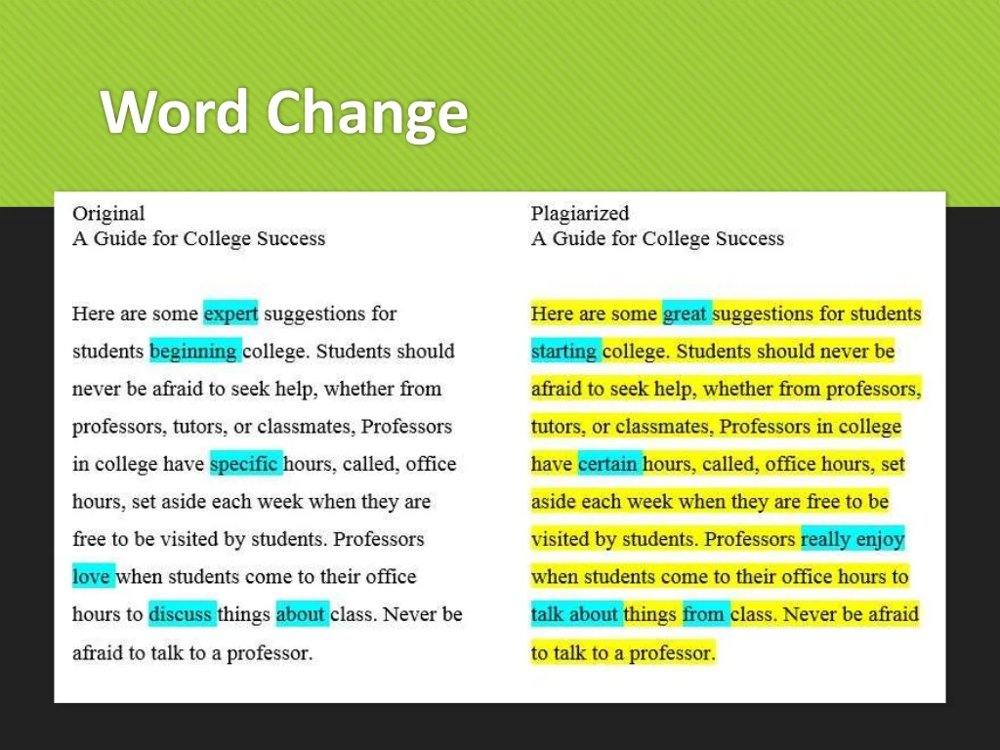 Word Change
Original
A Guide for College Success
Here are some expert suggestions for
students beginning college. Students should
never be afraid to seek help, whether from
professors, tutors, or classmates, Professors
in college have specific hours, called, office
hours, set aside each week when they are
free to be visited by students. Professors
love when students come to their office
hours to discuss things about class. Never be
afraid to talk to a professor.
Plagiarized
A Guide for College Success
Here are some great suggestions for students
starting college. Students should never be
afraid to seek help, whether from professors,
tutors, or classmates, Professors in college
have certain hours, called, office hours, set
aside each week when they are free to be
visited by students. Professors really enjoy
when students come to their office hours to
talk about things from class. Never be afraid
to talk to a professor.